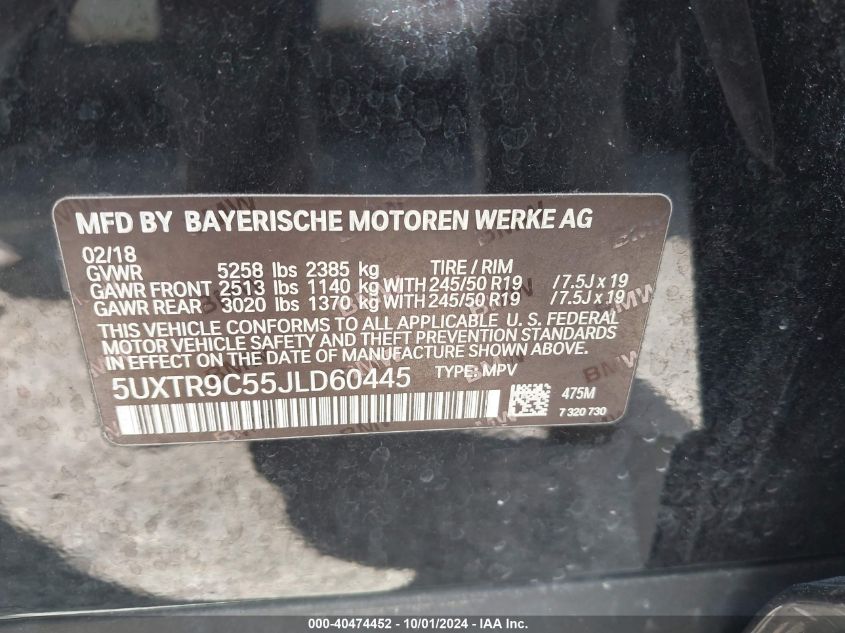 MFD BY BAYERISCHE MOTOREN WERKE AG
02/18
GVWR 5258 lbs 2385 kg TIRE / RIM
GAWR FRONT 2513 lbs 1140 kg WITH 245/50 R19 / 7.5J x 19
GAWR REAR 3020 lbs 1370 kg WITH 245/50 R19 / 7.5J x 19
THIS VEHICLE CONFORMS TO ALL APPLICABLE U. S. FEDERAL
MOTOR VEHICLE SAFETY AND THEFT PREVENTION STANDARDS
IN EFFECT ON THE DATE OF MANUFACTURE SHOWN ABOVE.
5UXTR9C55JLD60445 TYPE: MPV
475M
7 320 730
000-40474452 - 10/01/2024 - IAA Inc.